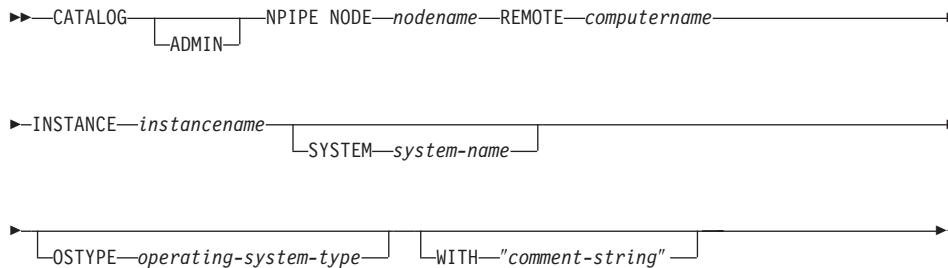 CATALOG ADMIN NPIPE NODE nodename REMOTE computername
INSTANCE instancename SYSTEM system-name
OSTYPE operating-system-type WITH "comment-string"